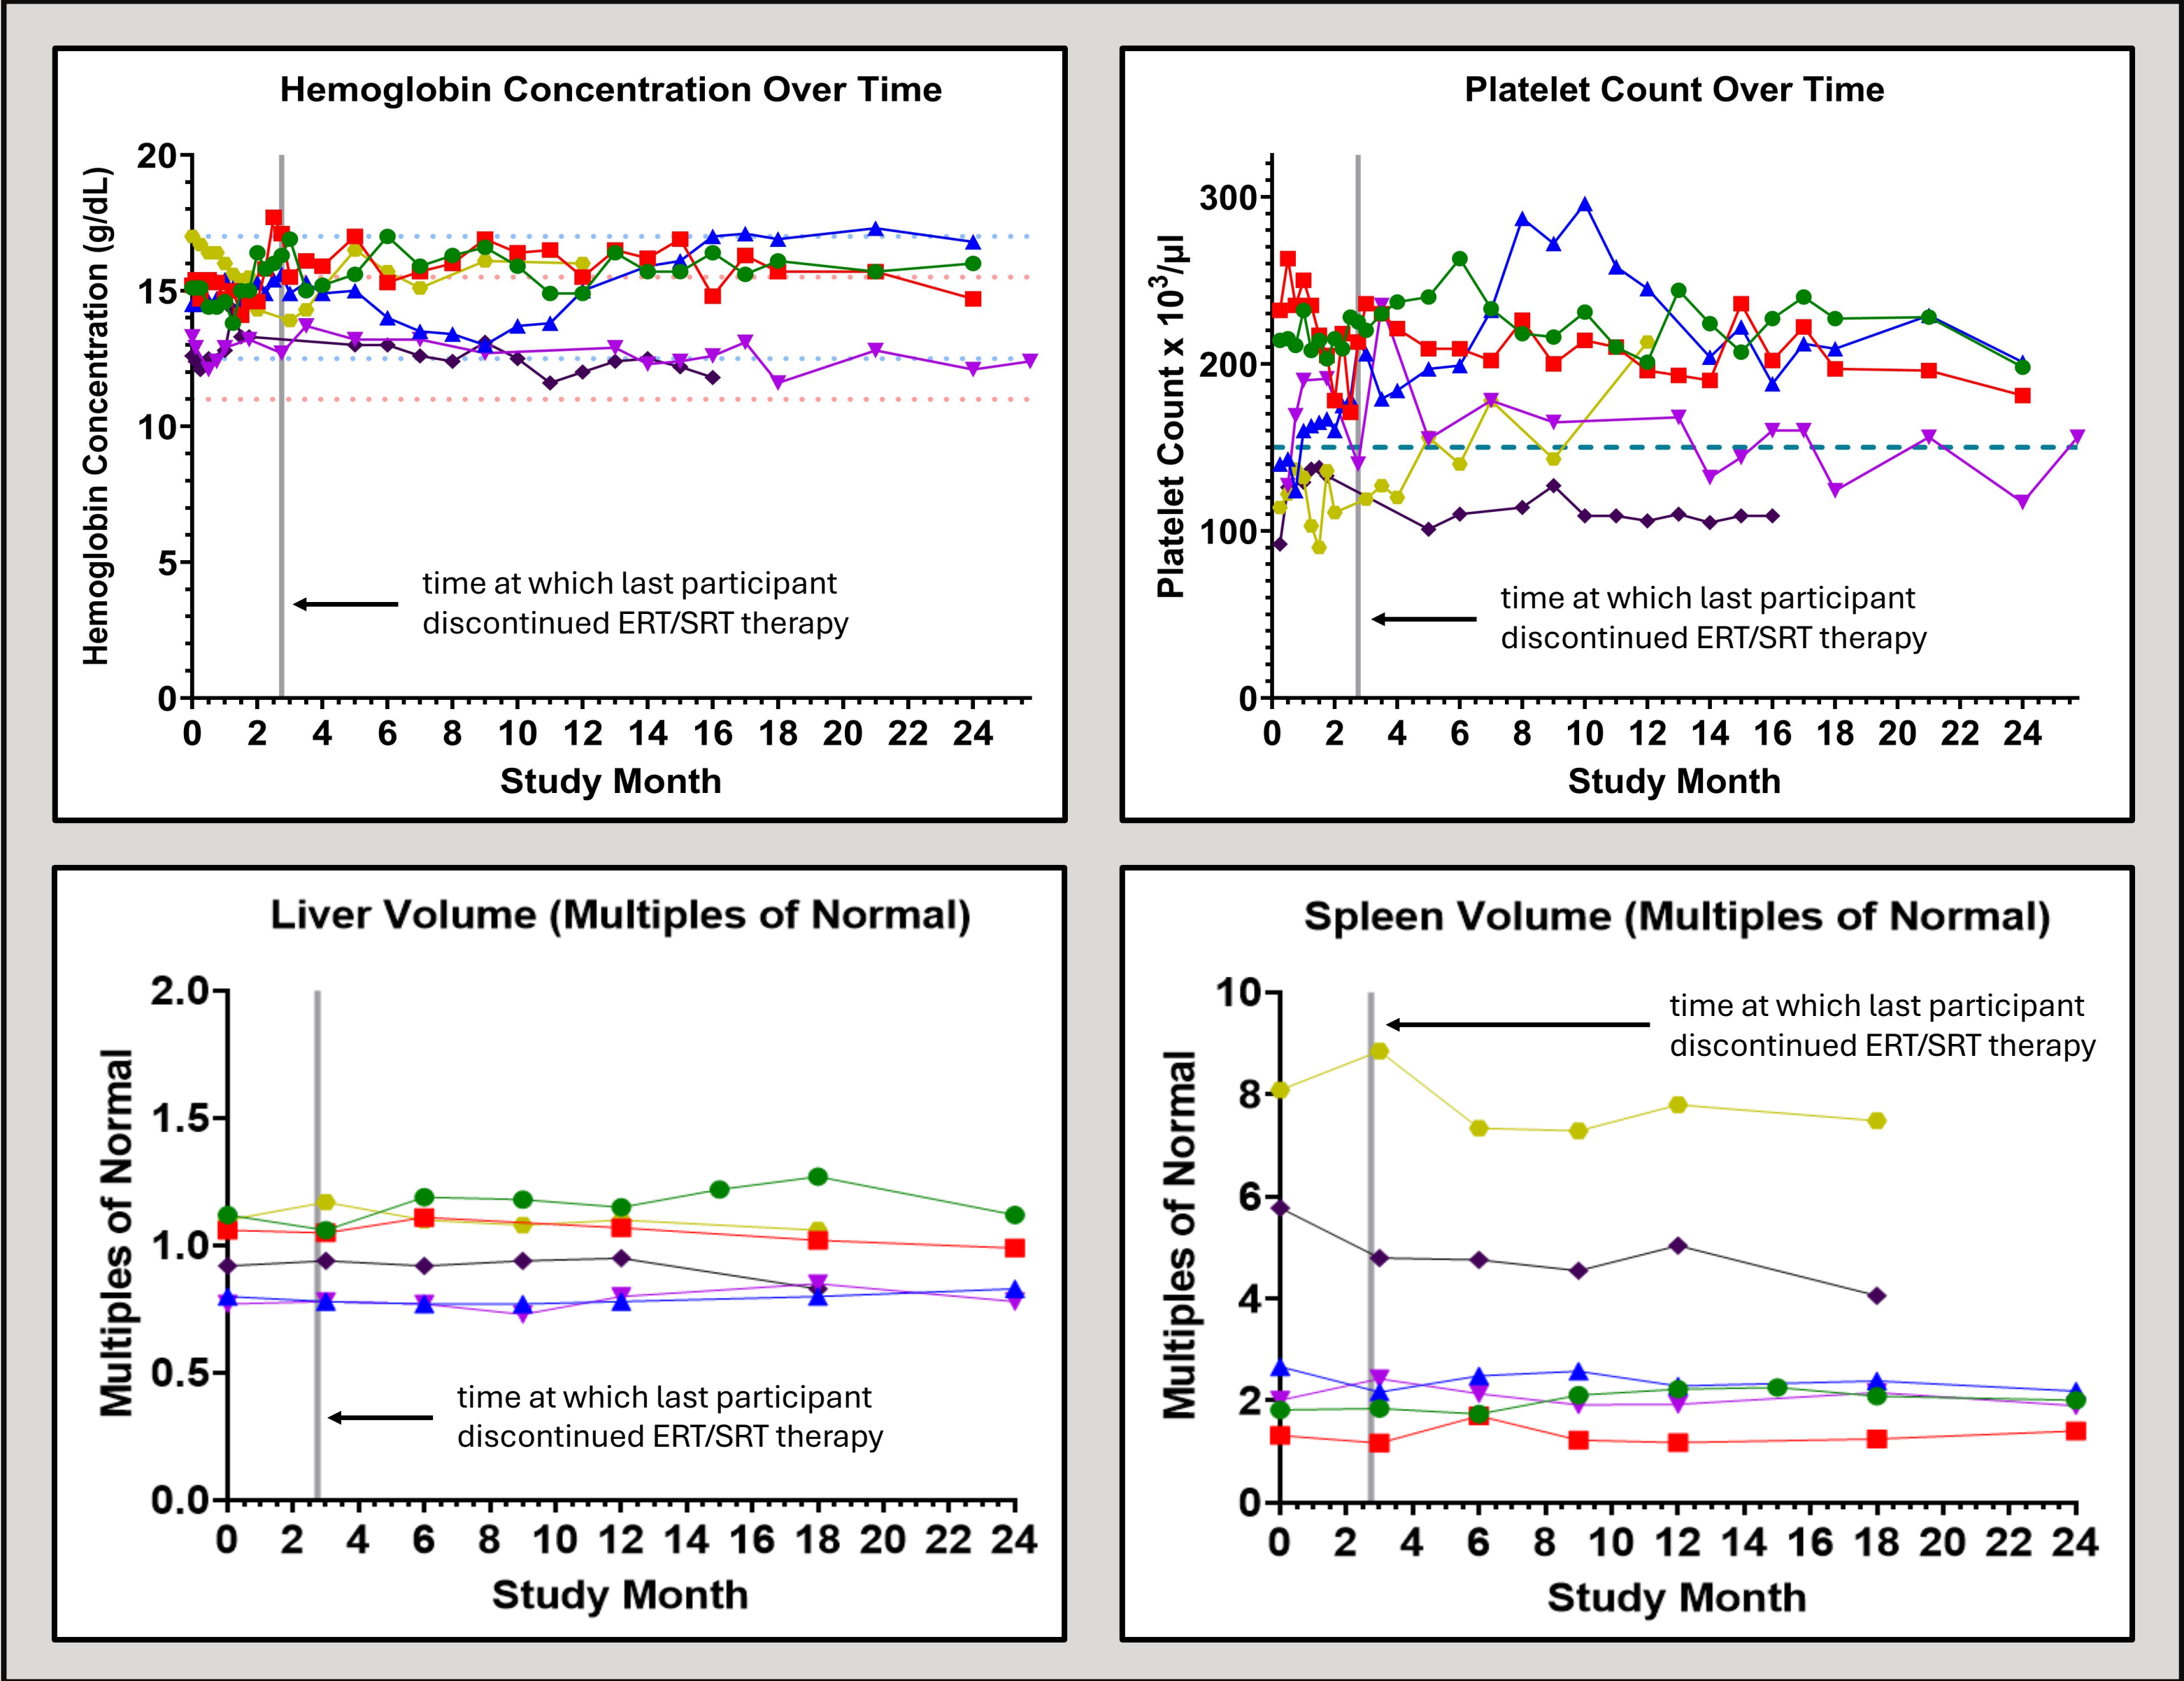 Hemoglobin Concentration Over Time
Hemoglobin Concentration (g/dL)
20
15
10
5
0
time at which last participant
discontinued ERT/SRT therapy
0 2 4 6 8 10 12 14 16 18 20 22 24
Study Month
Platelet Count Over Time
Platelet Count x 10³/µl
300
200
100
0
time at which last participant
discontinued ERT/SRT therapy
0 2 4 6 8 10 12 14 16 18 20 22 24
Study Month
Liver Volume (Multiples of Normal)
Multiples of Normal
2.0
1.5
1.0
0.5
0.0
time at which last participant
discontinued ERT/SRT therapy
0 2 4 6 8 10 12 14 16 18 20 22 24
Study Month
Spleen Volume (Multiples of Normal)
Multiples of Normal
10
8
6
4
2
0
time at which last participant
discontinued ERT/SRT therapy
0 2 4 6 8 10 12 14 16 18 20 22 24
Study Month